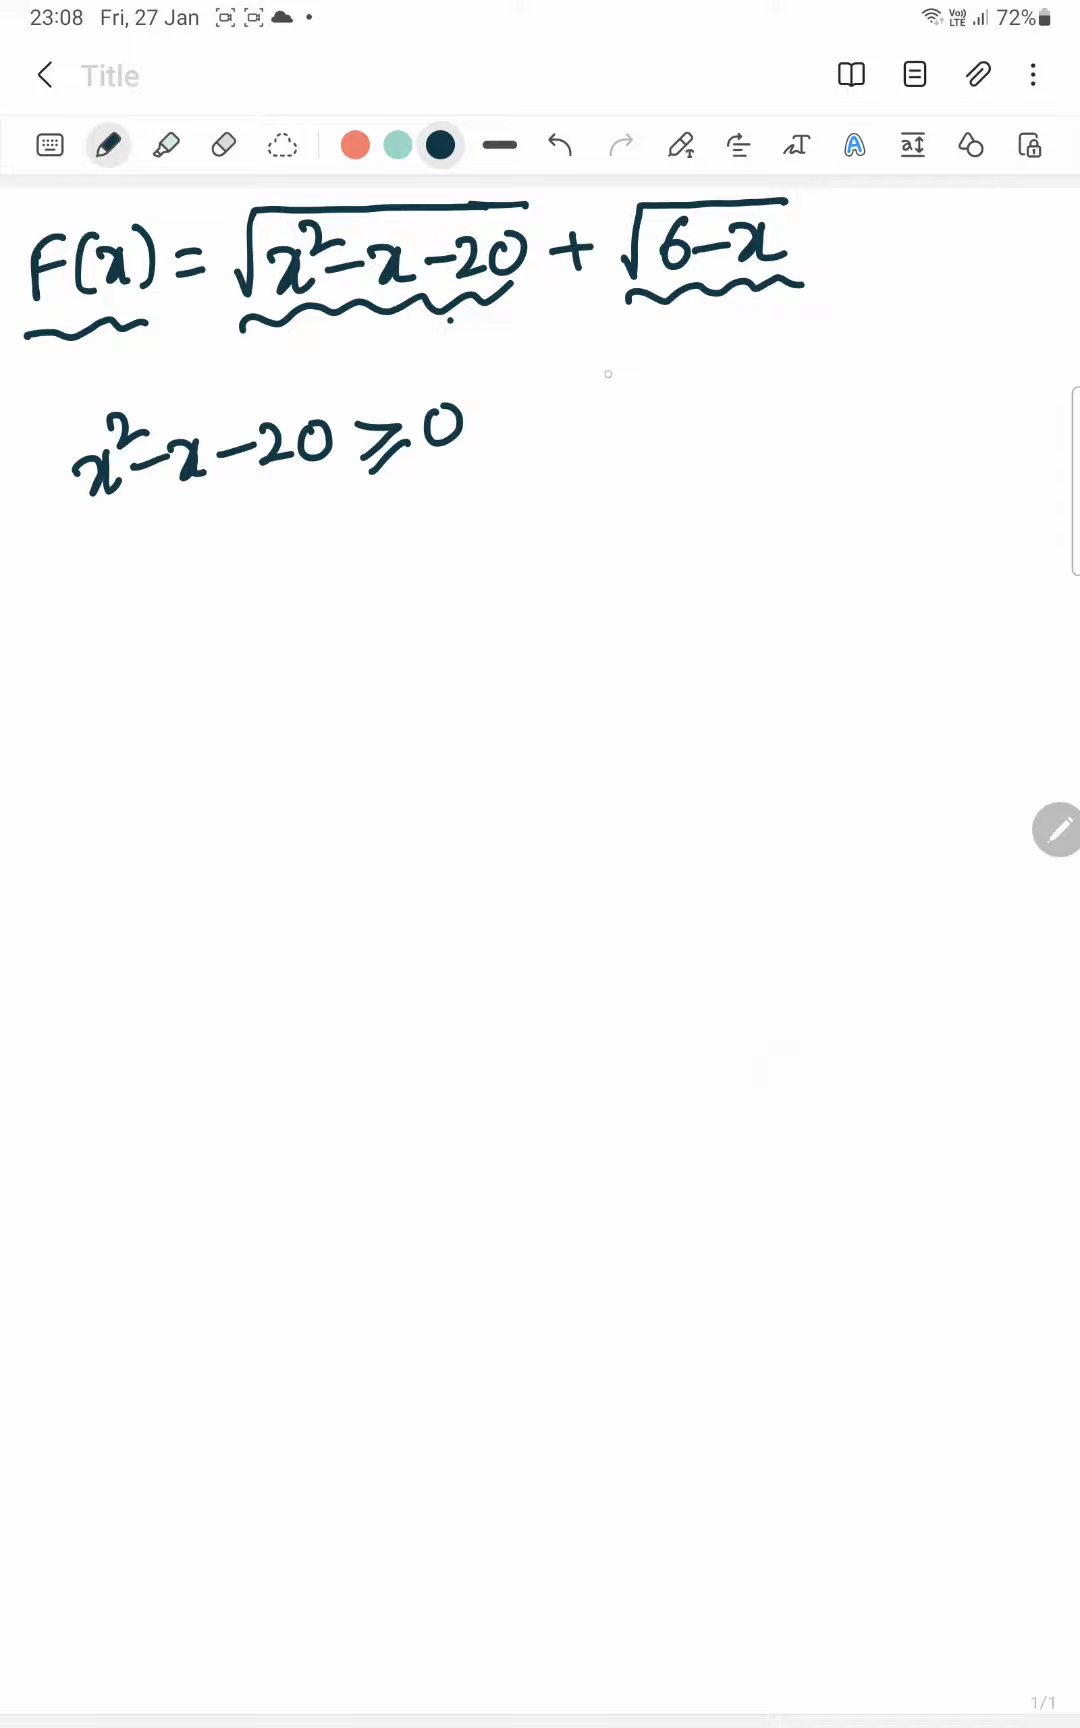 23:08 Fri, 27 Jan 72%
Title
F(x) = √(x²-x-20) + √(6-x)
x²-x-20 ⩾ 0
1/1